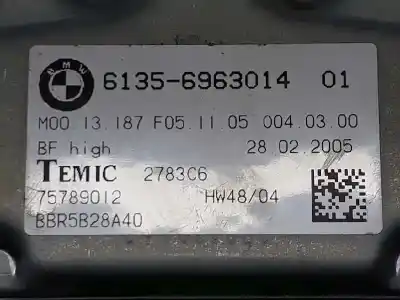 BMW
6135-6963014 01
M00 13.187 F05.11.05 004.03.00
BF high 28 02.2005
TEMIC 2783C6
75789012 HW48/04
BBR5B28A40